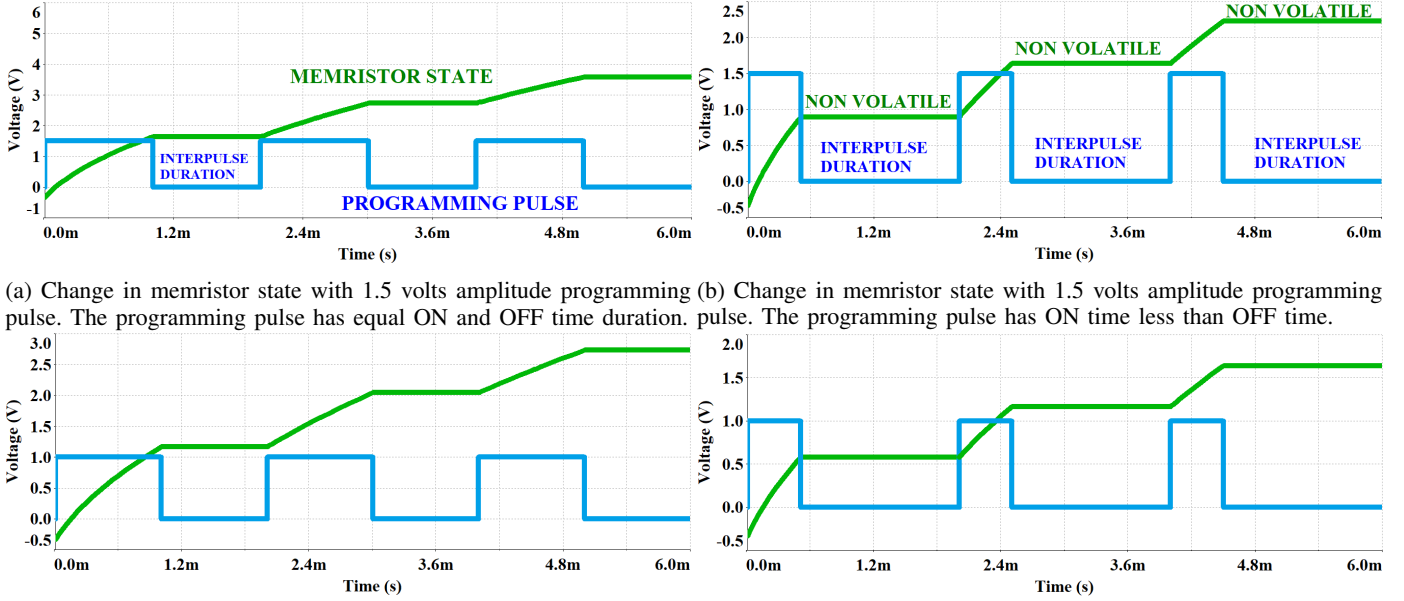 6
5
4
3
2
1
0
-1
Voltage (V)
MEMRISTOR STATE
INTERPULSE
DURATION
PROGRAMMING PULSE
0.0m 1.2m 2.4m 3.6m 4.8m 6.0m
Time (s)
2.5
2.0
1.5
1.0
0.5
0.0
-0.5
Voltage (V)
NON VOLATILE
NON VOLATILE
NON VOLATILE
INTERPULSE
DURATION
INTERPULSE
DURATION
INTERPULSE
DURATION
0.0m 1.2m 2.4m 3.6m 4.8m 6.0m
Time (s)
(a) Change in memristor state with 1.5 volts amplitude programming
pulse. The programming pulse has equal ON and OFF time duration.
(b) Change in memristor state with 1.5 volts amplitude programming
pulse. The programming pulse has ON time less than OFF time.
3.0
2.5
2.0
1.5
1.0
0.5
0.0
-0.5
Voltage (V)
0.0m 1.2m 2.4m 3.6m 4.8m 6.0m
Time (s)
2.0
1.5
1.0
0.5
0.0
-0.5
Voltage (V)
0.0m 1.2m 2.4m 3.6m 4.8m 6.0m
Time (s)